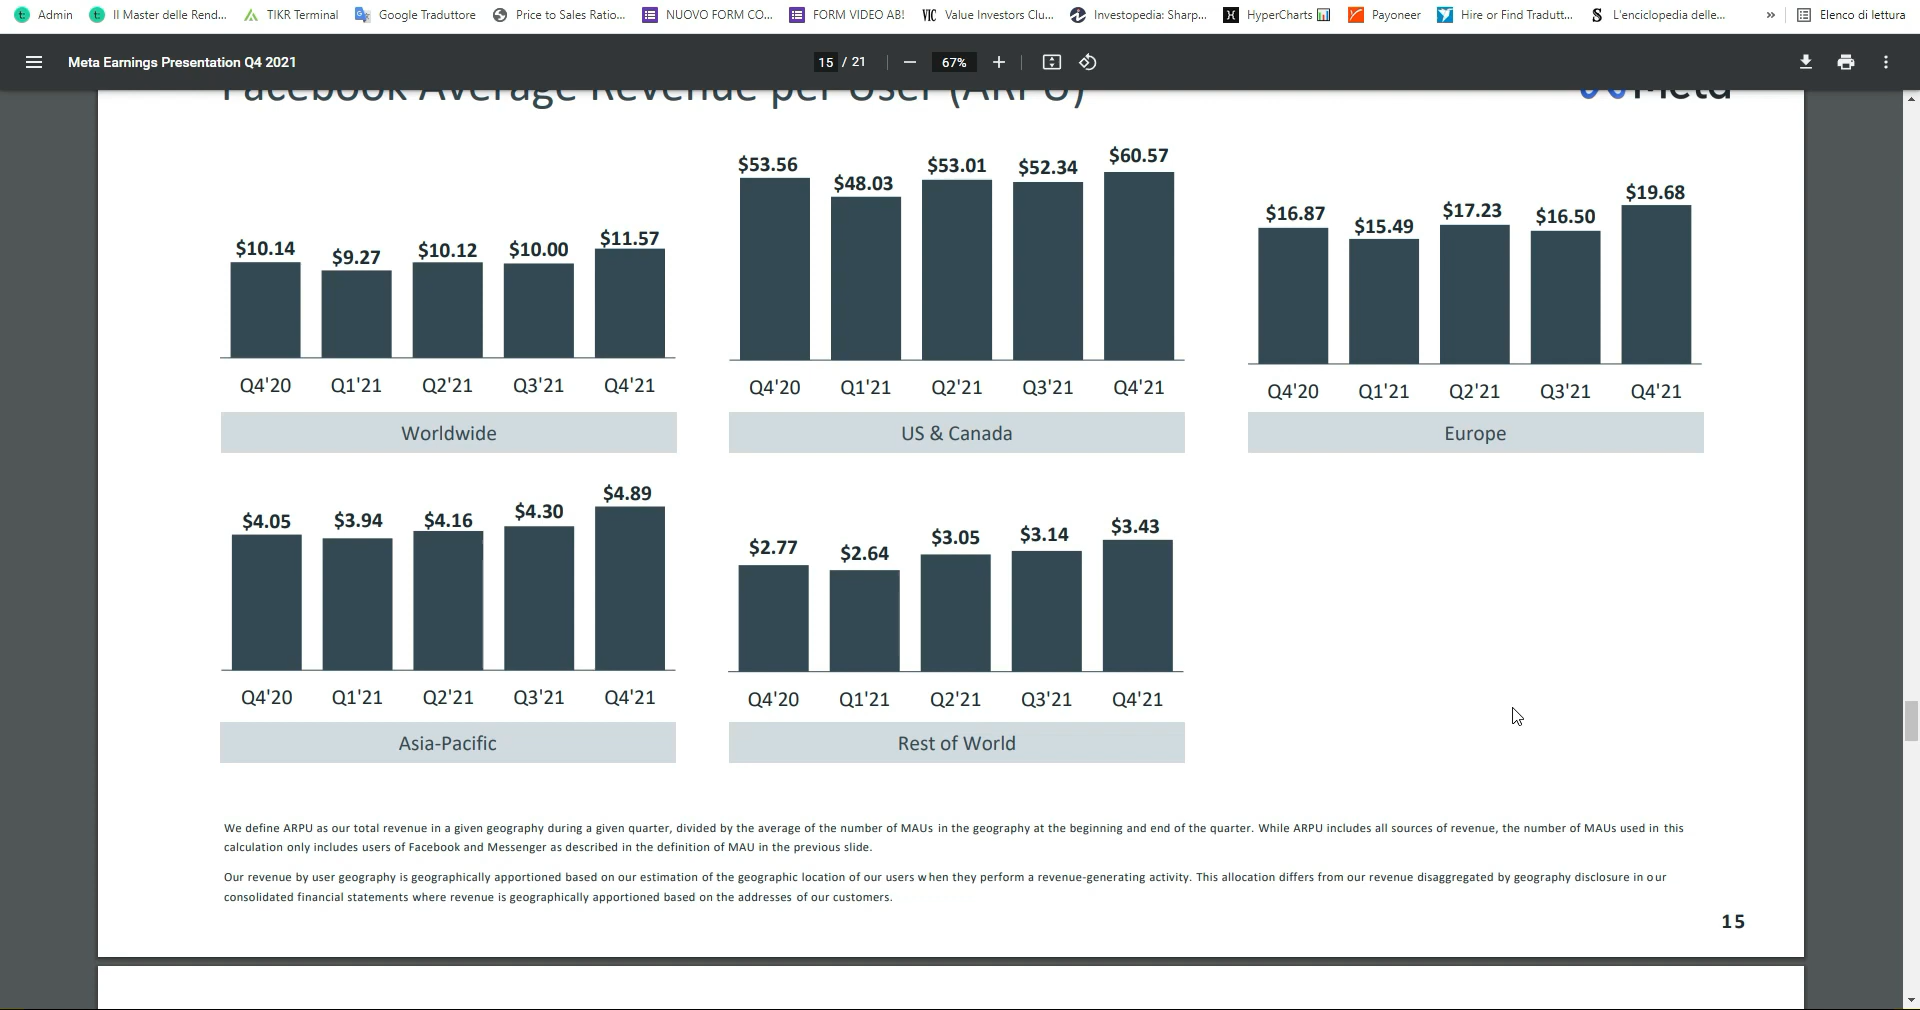 Admin Il Master delle Rend... TIKR Terminal Google Traduttore Price to Sales Ratio... NUOVO FORM CO... FORM VIDEO AB! VIC Value Investors Clu... Investopedia: Sharp... HyperCharts Payoneer Hire or Find Tradutt... S L'enciclopedia delle... » Elenco di lettura
Meta Earnings Presentation Q4 2021 15 / 21 67%
Facebook Average Revenue per User (ARPU) Meta
$10.14 $9.27 $10.12 $10.00 $11.57
Q4'20 Q1'21 Q2'21 Q3'21 Q4'21
Worldwide
$53.56 $48.03 $53.01 $52.34 $60.57
Q4'20 Q1'21 Q2'21 Q3'21 Q4'21
US & Canada
$16.87 $15.49 $17.23 $16.50 $19.68
Q4'20 Q1'21 Q2'21 Q3'21 Q4'21
Europe
$4.05 $3.94 $4.16 $4.30 $4.89
Q4'20 Q1'21 Q2'21 Q3'21 Q4'21
Asia-Pacific
$2.77 $2.64 $3.05 $3.14 $3.43
Q4'20 Q1'21 Q2'21 Q3'21 Q4'21
Rest of World
We define ARPU as our total revenue in a given geography during a given quarter, divided by the average of the number of MAUs in the geography at the beginning and end of the quarter. While ARPU includes all sources of revenue, the number of MAUs used in this
calculation only includes users of Facebook and Messenger as described in the definition of MAU in the previous slide.
Our revenue by user geography is geographically apportioned based on our estimation of the geographic location of our users when they perform a revenue-generating activity. This allocation differs from our revenue disaggregated by geography disclosure in our
consolidated financial statements where revenue is geographically apportioned based on the addresses of our customers.
15